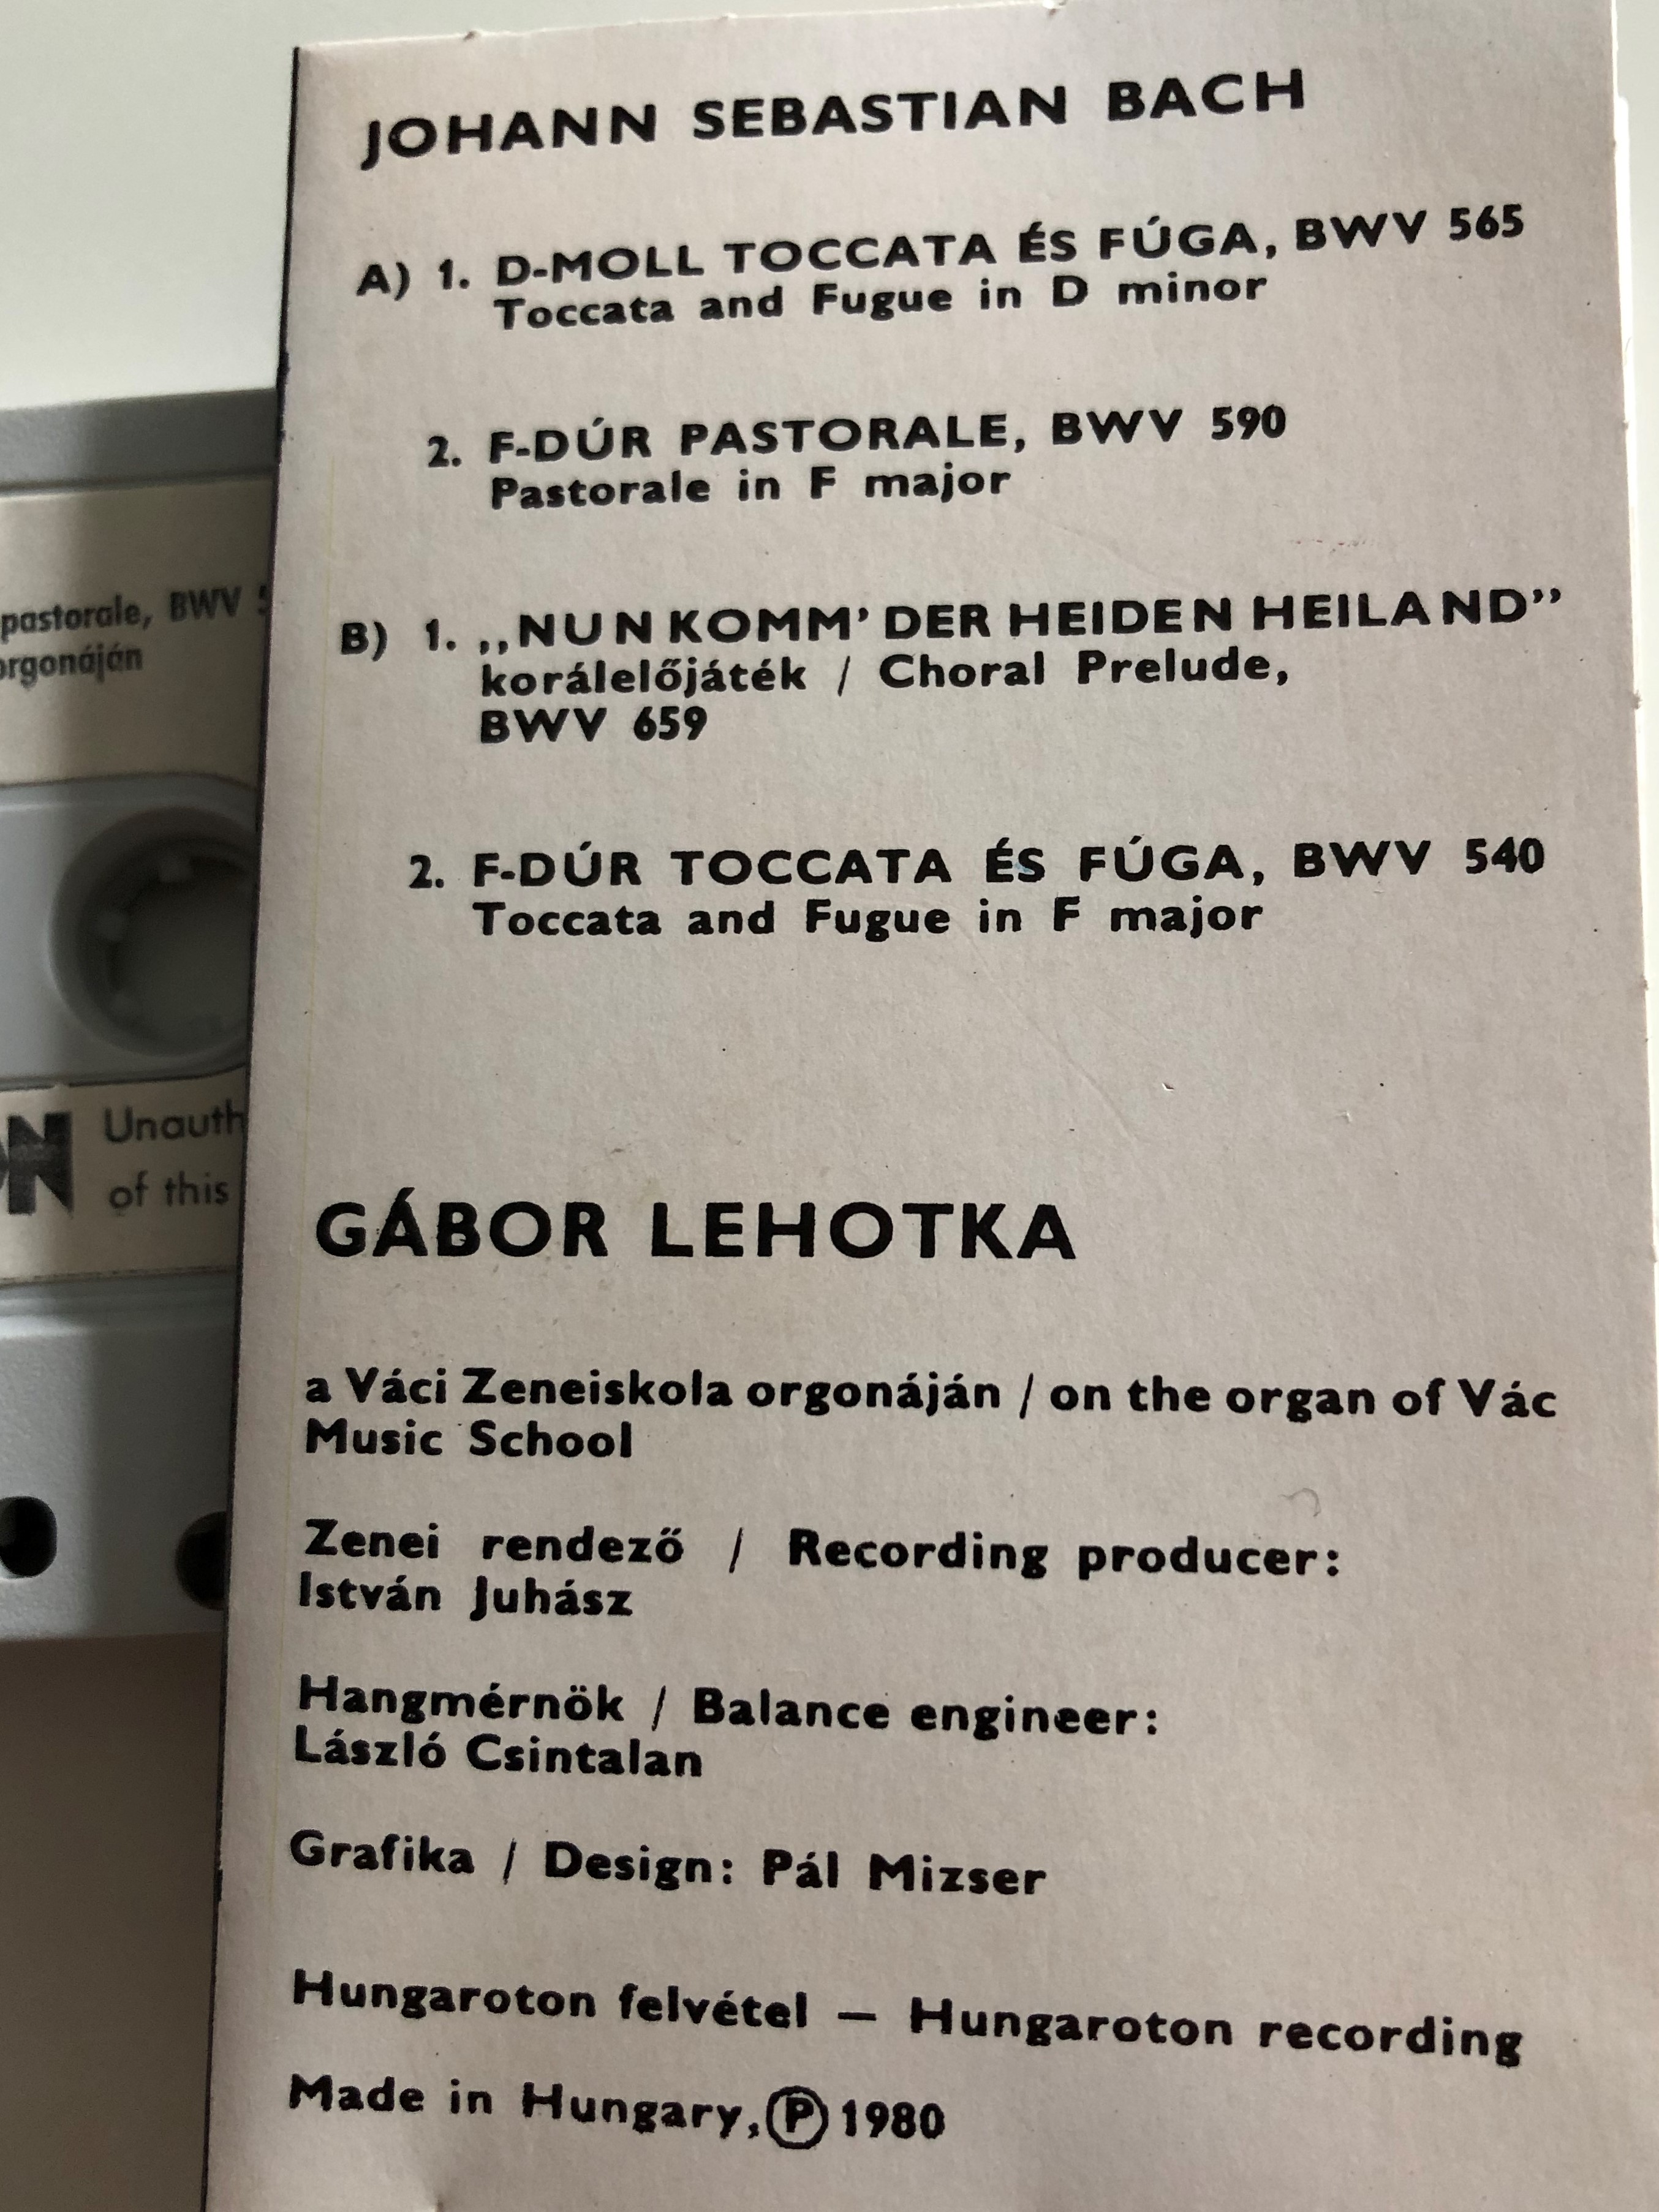 JOHANN SEBASTIAN BACH
A) 1. D-MOLL TOCCATA ÉS FÚGA, BWV 565
Toccata and Fugue in D minor
2. F-DÚR PASTORALE, BWV 590
Pastorale in F major
B) 1. „NUN KOMM' DER HEIDEN HEILAND”
korálelőjáték / Choral Prelude,
BWV 659
2. F-DÚR TOCCATA ÉS FÚGA, BWV 540
Toccata and Fugue in F major
GÁBOR LEHOTKA
a Váci Zeneiskola orgonáján / on the organ of Vác
Music School
Zenei rendező / Recording producer:
István Juhász
Hangmérnök / Balance engineer:
László Csintalan
Grafika / Design: Pál Mizser
Hungaroton felvétel — Hungaroton recording
Made in Hungary, Ⓟ 1980
pastorale, BWV
orgonáján
Unauth
of this